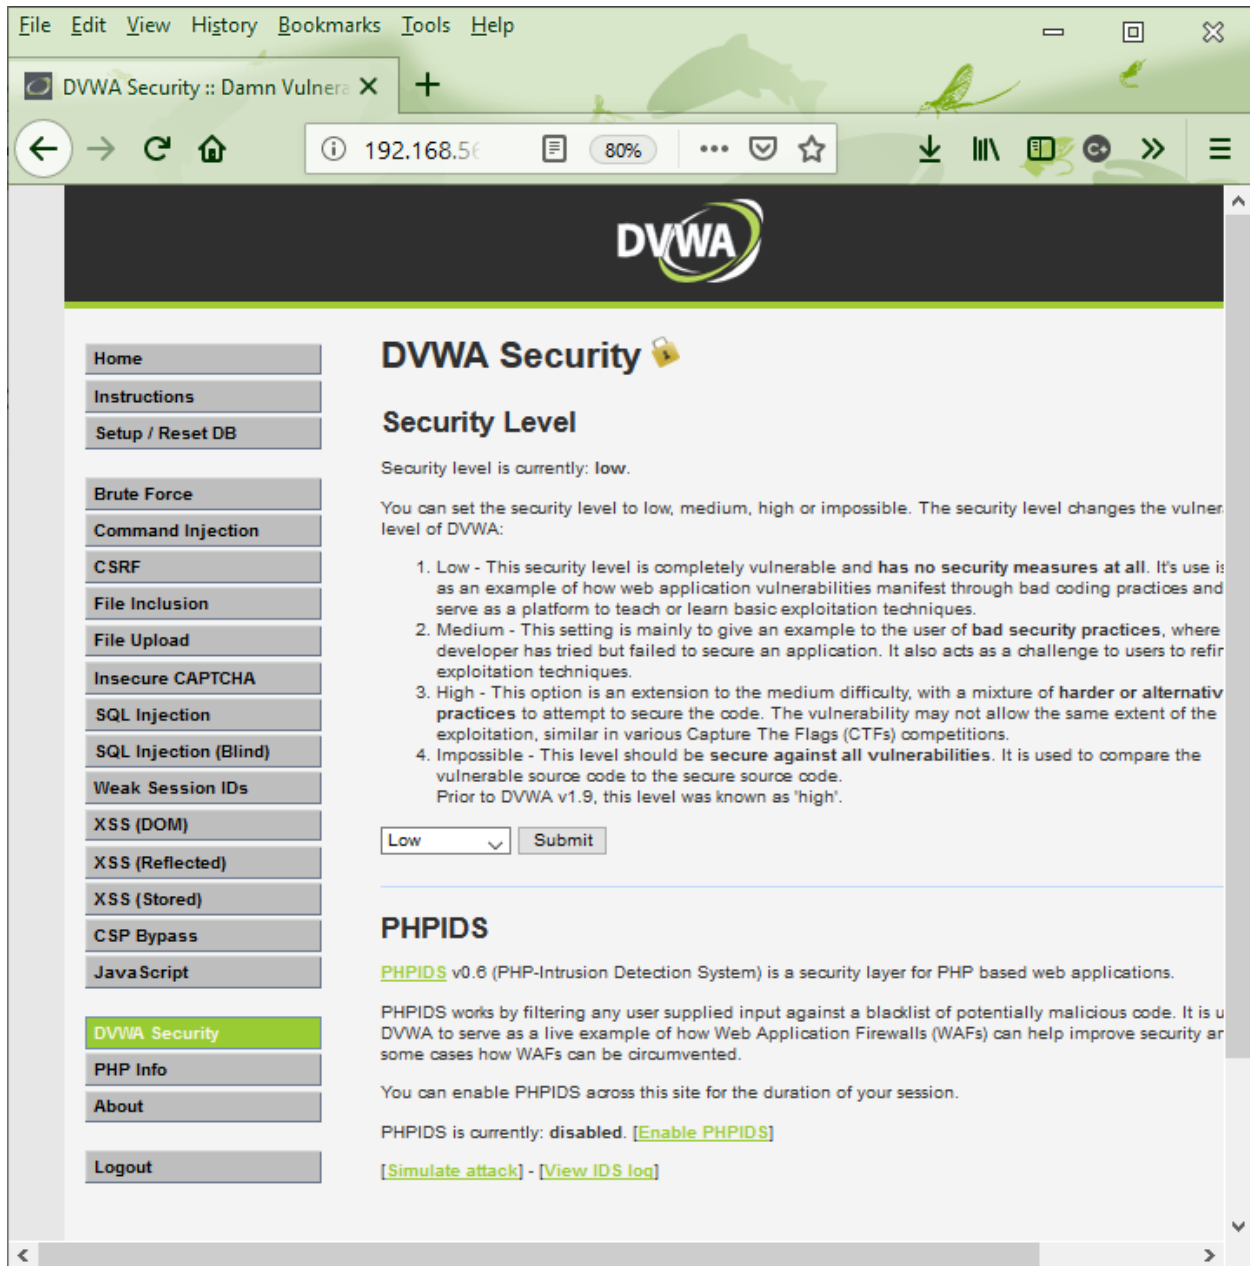 File Edit View History Bookmarks Tools Help
DVWA Security :: Damn Vulnera
192.168.56
80%
DVWA
Home
Instructions
Setup / Reset DB
Brute Force
Command Injection
CSRF
File Inclusion
File Upload
Insecure CAPTCHA
SQL Injection
SQL Injection (Blind)
Weak Session IDs
XSS (DOM)
XSS (Reflected)
XSS (Stored)
CSP Bypass
JavaScript
DVWA Security
PHP Info
About
Logout
DVWA Security
Security Level
Security level is currently: low.
You can set the security level to low, medium, high or impossible. The security level changes the vulner
level of DVWA:
1. Low - This security level is completely vulnerable and has no security measures at all. It's use is
as an example of how web application vulnerabilities manifest through bad coding practices and
serve as a platform to teach or learn basic exploitation techniques.
2. Medium - This setting is mainly to give an example to the user of bad security practices, where
developer has tried but failed to secure an application. It also acts as a challenge to users to refin
exploitation techniques.
3. High - This option is an extension to the medium difficulty, with a mixture of harder or alternativ
practices to attempt to secure the code. The vulnerability may not allow the same extent of the
exploitation, similar in various Capture The Flags (CTFs) competitions.
4. Impossible - This level should be secure against all vulnerabilities. It is used to compare the
vulnerable source code to the secure source code.
Prior to DVWA v1.9, this level was known as 'high'.
Low Submit
PHPIDS
PHPIDS v0.6 (PHP-Intrusion Detection System) is a security layer for PHP based web applications.
PHPIDS works by filtering any user supplied input against a blacklist of potentially malicious code. It is u
DVWA to serve as a live example of how Web Application Firewalls (WAFs) can help improve security an
some cases how WAFs can be circumvented.
You can enable PHPIDS across this site for the duration of your session.
PHPIDS is currently: disabled. [Enable PHPIDS]
[Simulate attack] - [View IDS log]